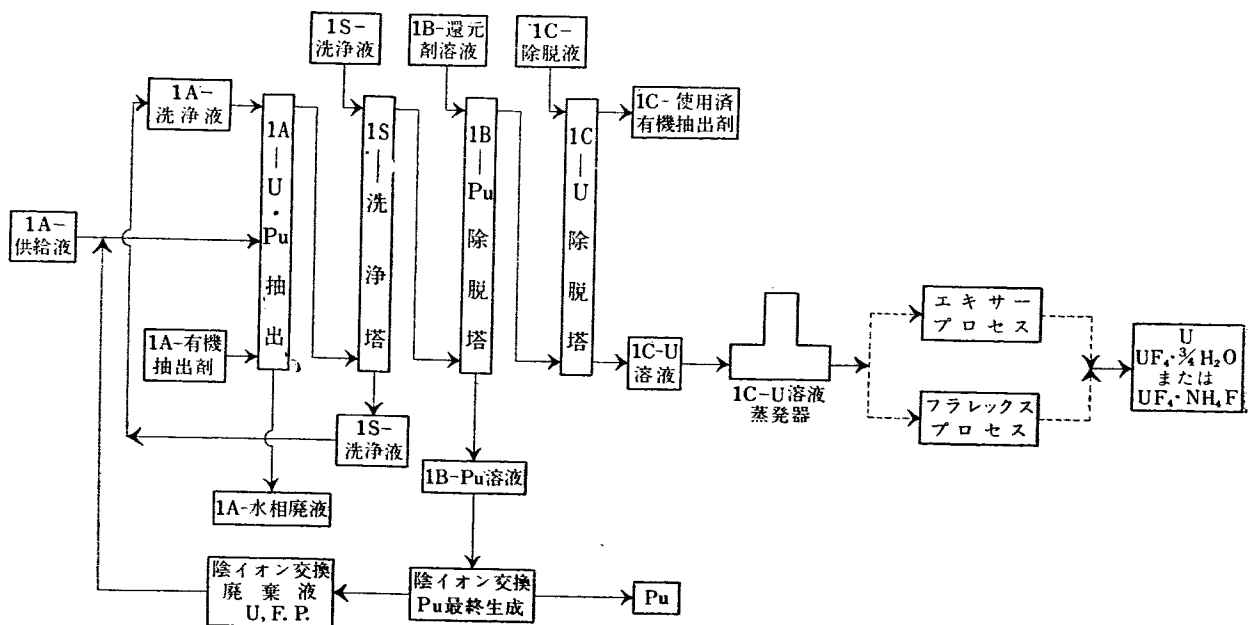 1S-
洗浄液
1B-還元
剤溶液
1C-
除脱液
1A-
洗浄液
1C-使用済
有機抽出剤
1A—U・Pu抽出
1S—洗浄塔
1B—Pu除脱塔
1C—U除脱塔
1A-
供給液
1A-有機
抽出剤
1C-U
溶液
1C-U溶液
蒸発器
エキサー
プロセス
フラレックス
プロセス
U
UF₄·¾H₂O
または
UF₄·NH₄F
1S-
洗浄液
1B-Pu溶液
1A-水相廃液
陰イオン交換
廃棄液
U, F. P.
陰イオン交換
Pu最終生成
Pu